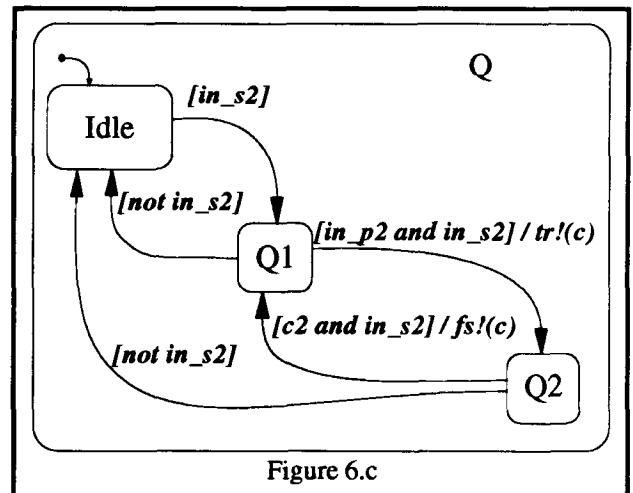 Q
[in_s2]
Idle
[not in_s2]
[in_p2 and in_s2] / tr!(c)
Q1
[c2 and in_s2] / fs!(c)
[not in_s2]
Q2
Figure 6.c